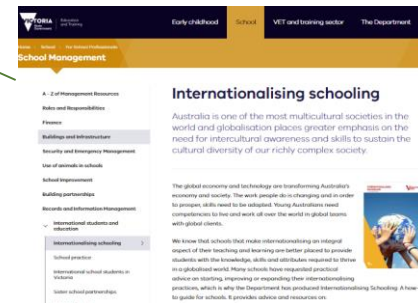 VICTORIA
State Government
Education and Training
Early childhood
School
VET and training sector
The Department
Home
School
For School Professionals
School Management
A - Z of Management Resources
Roles and Responsibilities
Finance
Buildings and Infrastructure
Security and Emergency Management
Use of animals in schools
School Improvement
Building partnerships
Records and Information Management
International students and education
Internationalising schooling
School practice
International school students in Victoria
Sister school partnerships
Internationalising schooling
Australia is one of the most multicultural societies in the
world and globalisation places greater emphasis on the
need for intercultural awareness and skills to sustain the
cultural diversity of our richly complex society.
The global economy and technology are transforming Australia's
economy and society. The work people do is changing and in order
to prosper, skills need to be adapted. Young Australians need
competencies to live and work all over the world in global teams
with global clients.
We know that schools that make internationalising an integral
aspect of their teaching and learning are better placed to provide
students with the knowledge, skills and attributes required to thrive
in a globalised world. Many schools have requested practical
advice on starting, improving or expanding their internationalising
practices, which is why the Department has produced Internationalising Schooling: A how-
to guide for schools. It provides advice and resources on: